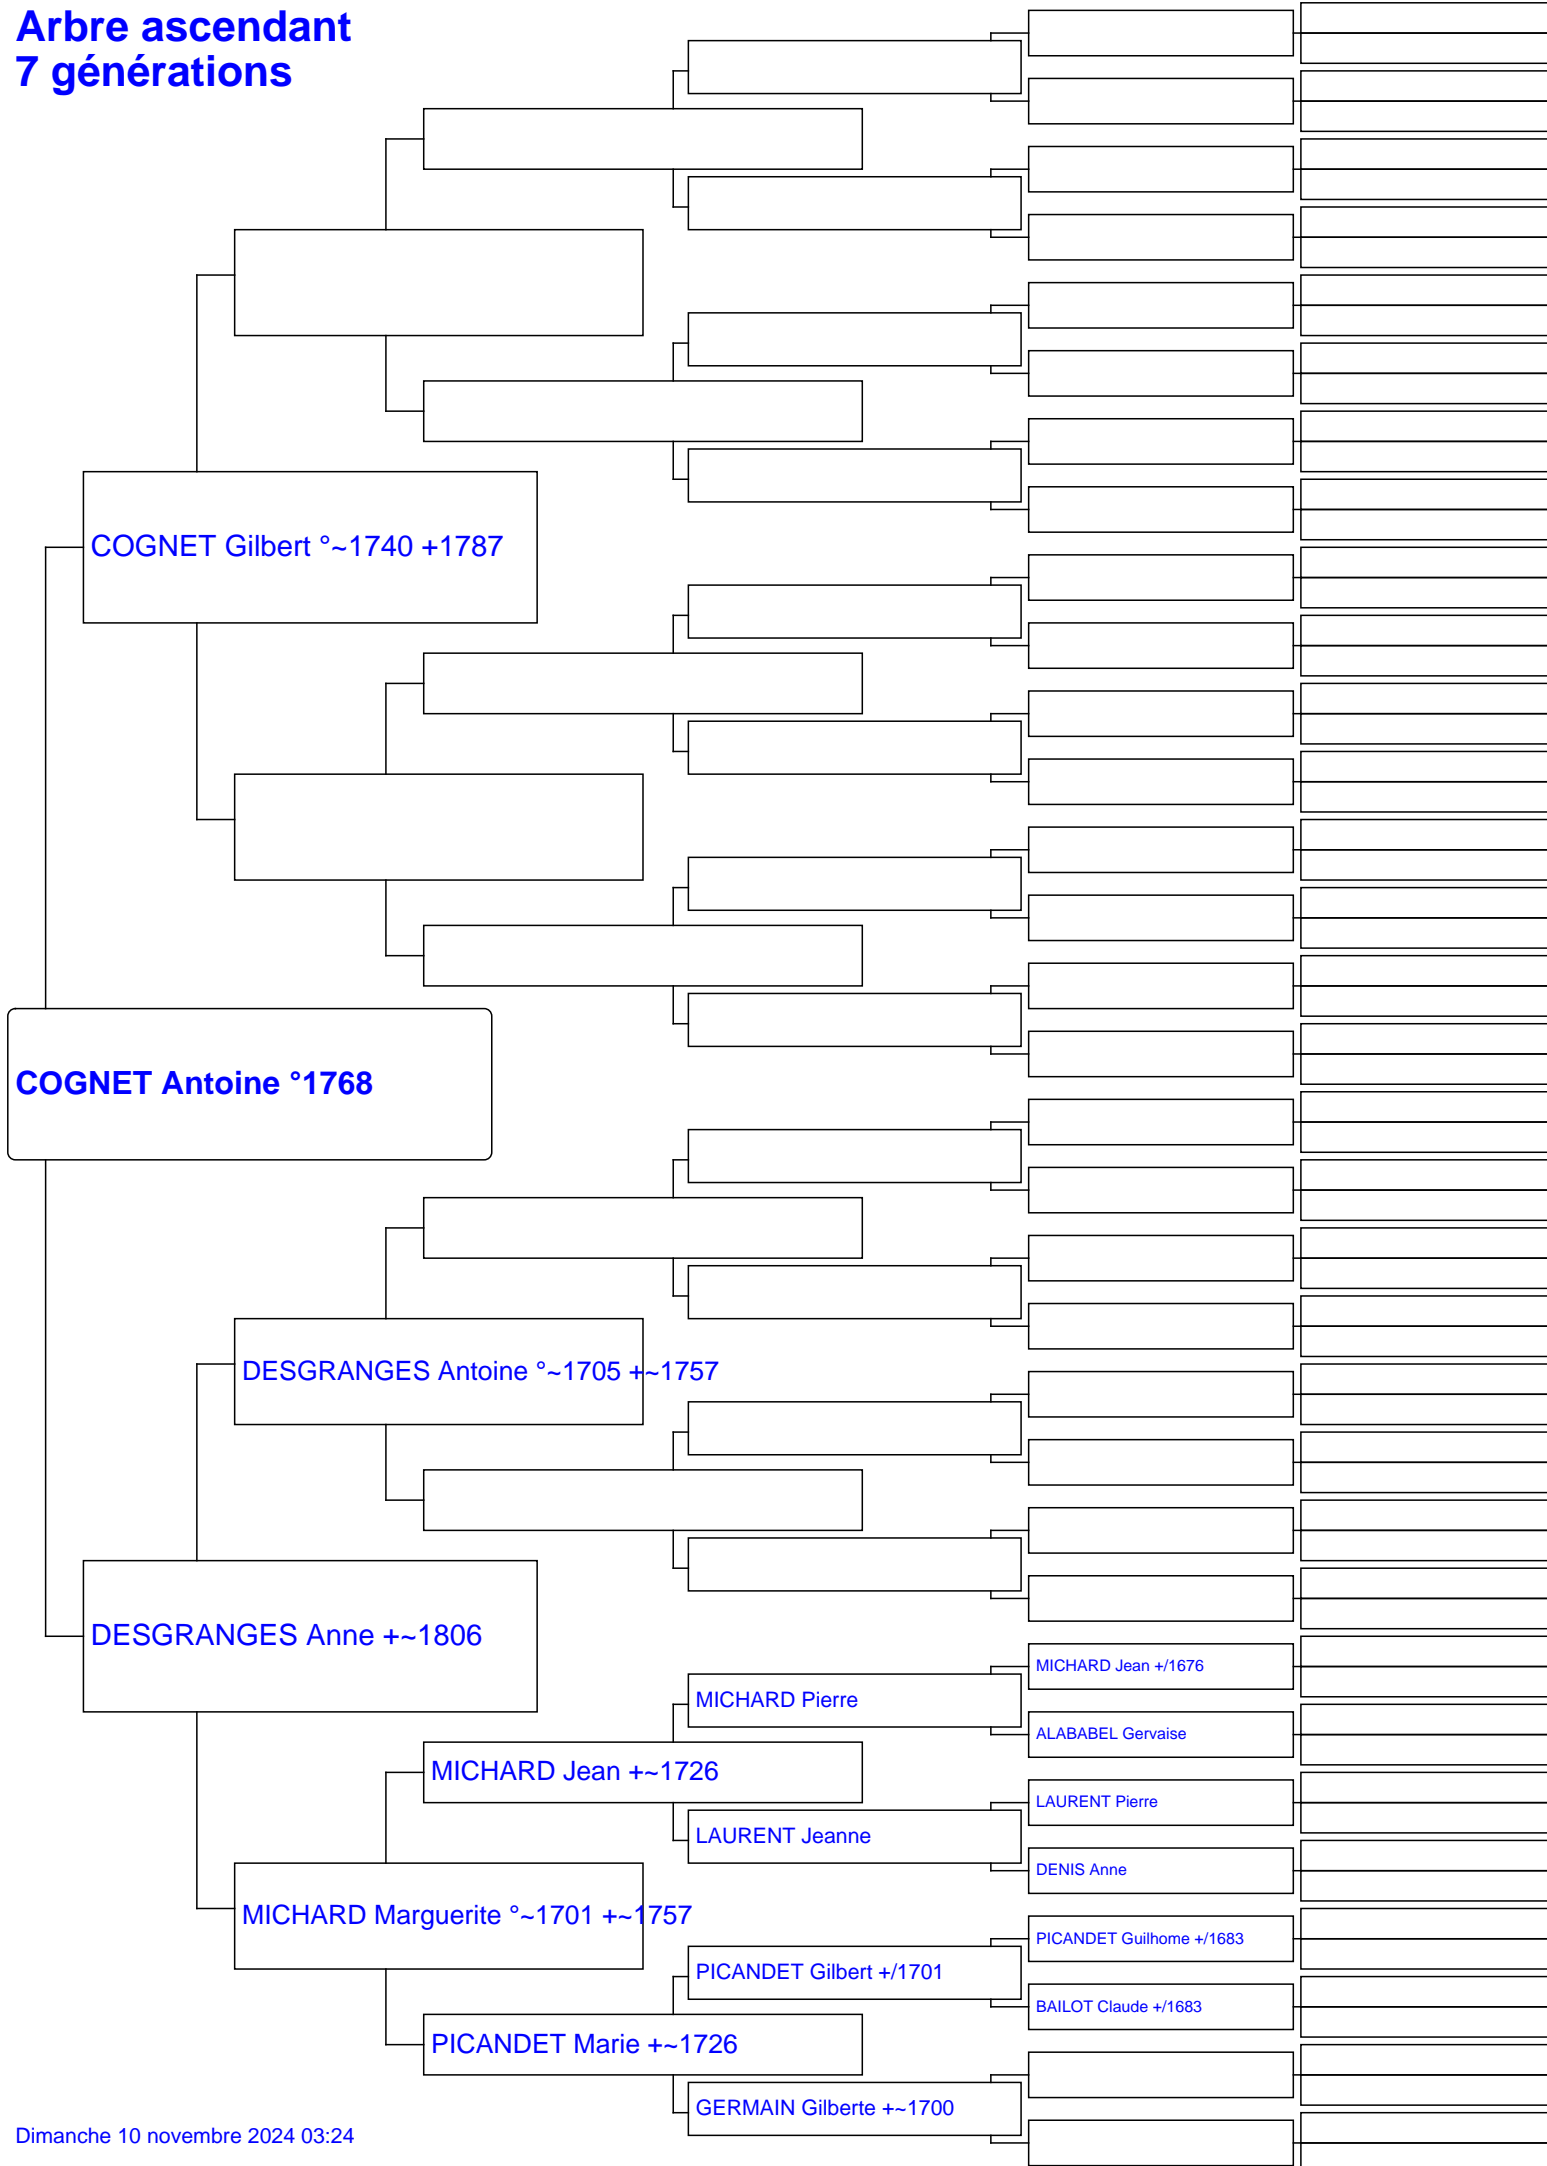 Arbre ascendant
7 générations
COGNET Gilbert °~1740 +1787
COGNET Antoine °1768
DESGRANGES Antoine °~1705 +~1757
DESGRANGES Anne +~1806
MICHARD Jean +/1676
MICHARD Pierre
ALABABEL Gervaise
MICHARD Jean +~1726
LAURENT Pierre
LAURENT Jeanne
DENIS Anne
MICHARD Marguerite °~1701 +~1757
PICANDET Guilhome +/1683
PICANDET Gilbert +/1701
BAILOT Claude +/1683
PICANDET Marie +~1726
GERMAIN Gilberte +~1700
Dimanche 10 novembre 2024 03:24